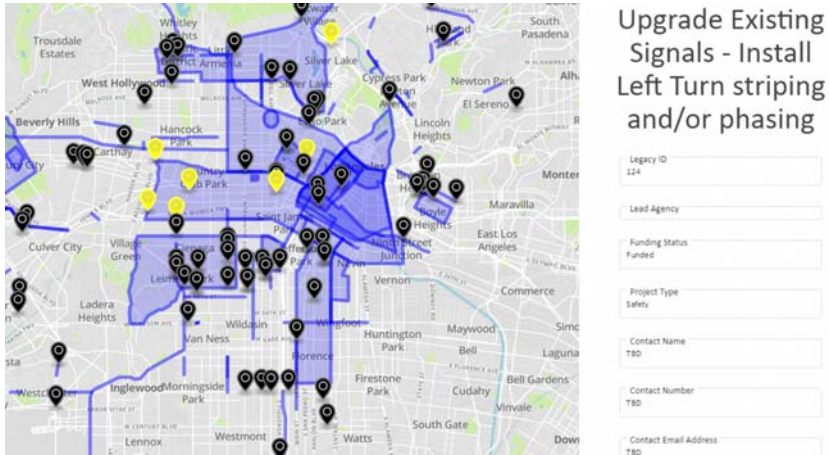 Upgrade Existing
Signals - Install
Left Turn striping
and/or phasing
Legacy ID
124
Lead Agency
Funding Status
Funded
Project Type
Safety
Contact Name
TBD
Contact Number
TBD
Contact Email Address
TBD
Trousdale
Estates
Whitley
Silver Lake
South
Pasadena
West Hollywood
Cypress Park
Newton Park
El Sereno
Beverly Hills
Hancock
Park
Lincoln
Heights
Carthay
Park
Boyle
Heights
Maravilla
Culver City
Village
Green
East Los
Angeles
Junction
Vernon
Commerce
Ladera
Heights
Wildasin
Van Ness
Huntington
Park
Maywood
Bell
Florence
Inglewood
Morningside
Park
Firestone
Park
Bell Gardens
Cudahy
Vinvale
South Gate
Lennox
Westmont
Watts